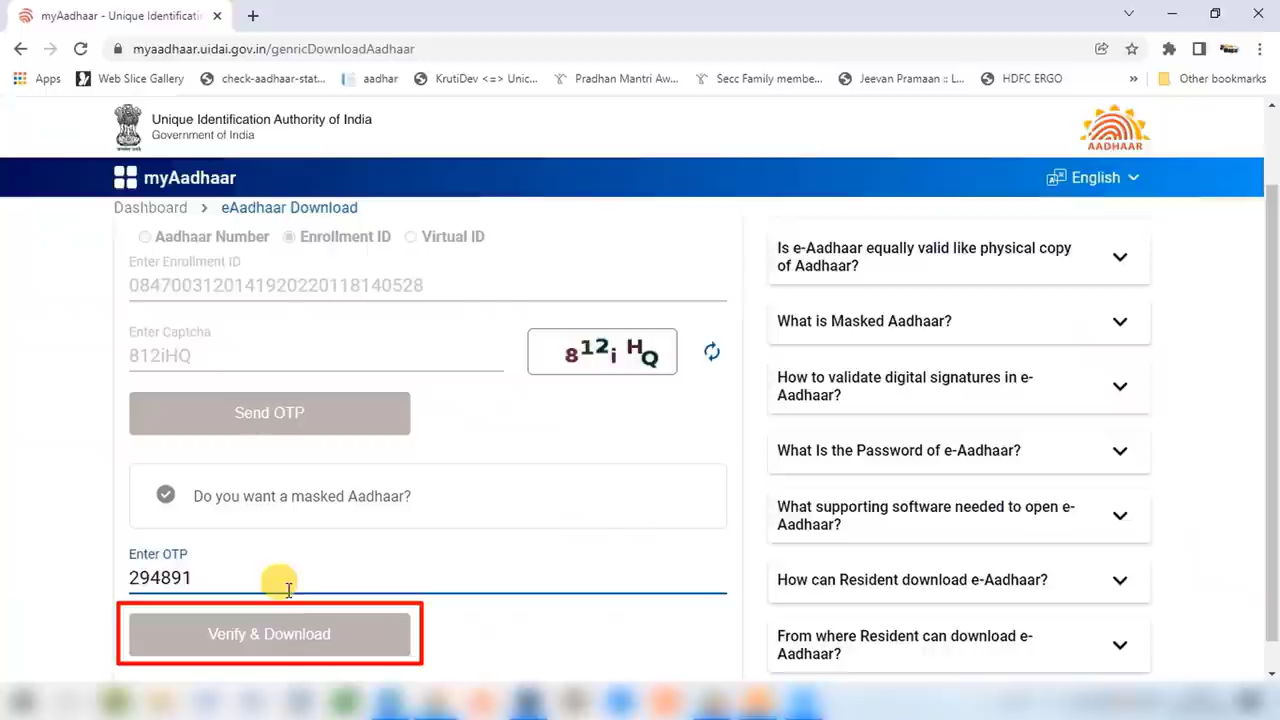 myAadhaar - Unique Identificati
myaadhaar.uidai.gov.in/genricDownloadAadhaar
Apps
Web Slice Gallery
check-aadhaar-stat...
aadhar
KrutiDev <=> Unic...
Pradhan Mantri Aw...
Secc Family membe...
Jeevan Pramaan :: L...
HDFC ERGO
»
Other bookmarks
Unique Identification Authority of India
Government of India
AADHAAR
myAadhaar
English
Dashboard > eAadhaar Download
Aadhaar Number
Enrollment ID
Virtual ID
Enter Enrollment ID
0847003120141920220118140528
Enter Captcha
812iHQ
812i HQ
Send OTP
Do you want a masked Aadhaar?
Enter OTP
294891
Verify & Download
Is e-Aadhaar equally valid like physical copy
of Aadhaar?
What is Masked Aadhaar?
How to validate digital signatures in e-
Aadhaar?
What Is the Password of e-Aadhaar?
What supporting software needed to open e-
Aadhaar?
How can Resident download e-Aadhaar?
From where Resident can download e-
Aadhaar?